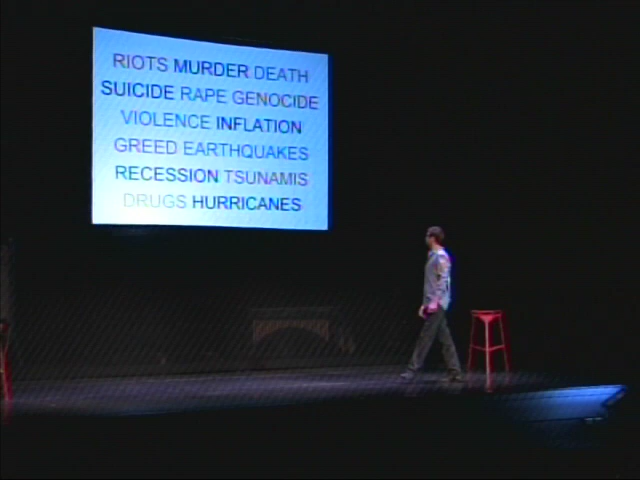 RIOTS MURDER DEATH
SUICIDE RAPE GENOCIDE
VIOLENCE INFLATION
GREED EARTHQUAKES
RECESSION TSUNAMIS
DRUGS HURRICANES